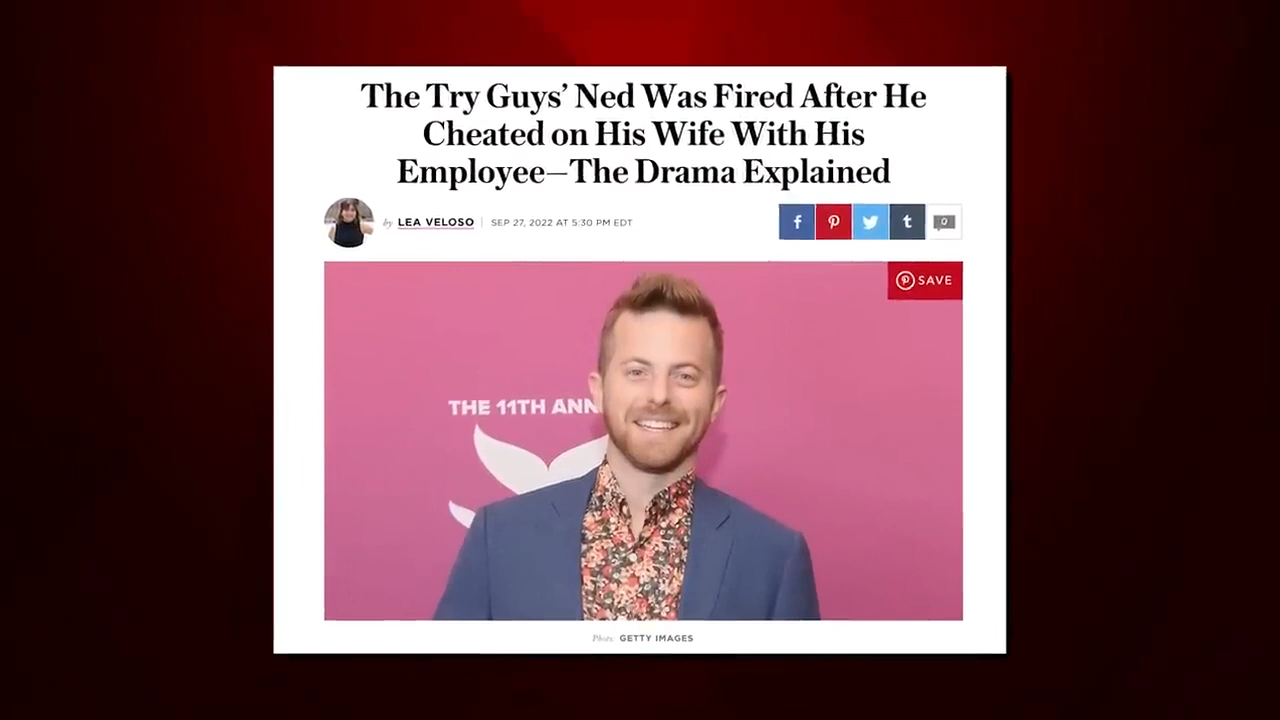 The Try Guys' Ned Was Fired After He
Cheated on His Wife With His
Employee—The Drama Explained
by LEA VELOSO | SEP 27, 2022 AT 5:30 PM EDT
f t 0
SAVE
THE 11TH ANN
Photo: GETTY IMAGES